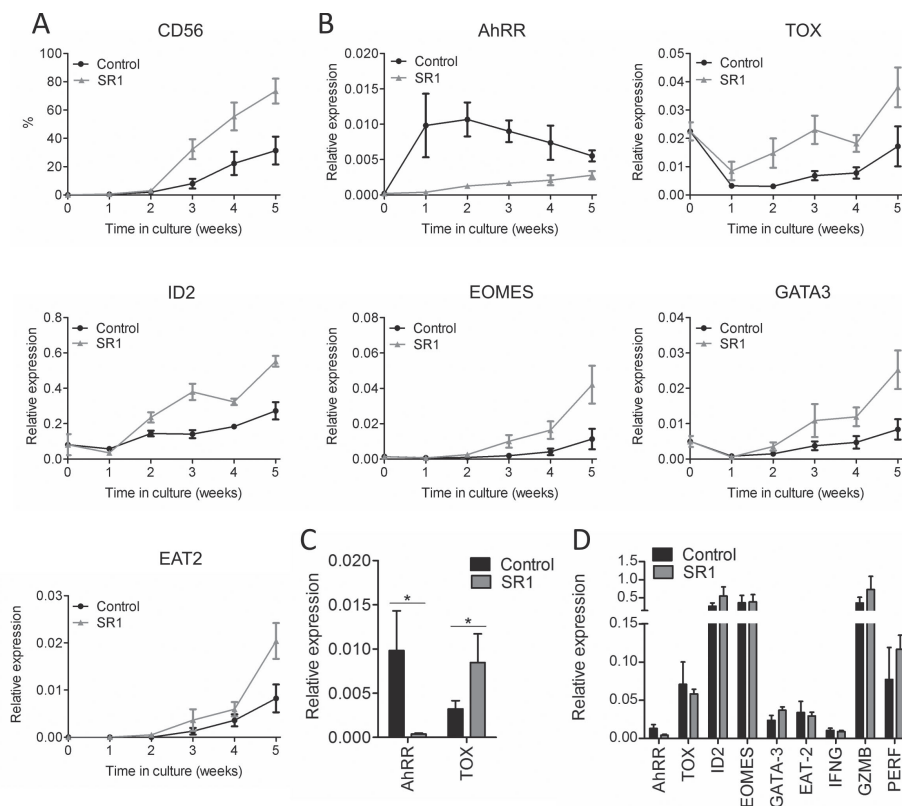 A
CD56
Control
SR1
%
100
80
60
40
20
0
0 1 2 3 4 5
Time in culture (weeks)
B
AhRR
Control
SR1
Relative expression
0.020
0.015
0.010
0.005
0.000
0 1 2 3 4 5
Time in culture (weeks)
TOX
Control
SR1
Relative expression
0.05
0.04
0.03
0.02
0.01
0.00
0 1 2 3 4 5
Time in culture (weeks)
ID2
Control
SR1
Relative expression
0.8
0.6
0.4
0.2
0.0
0 1 2 3 4 5
Time in culture (weeks)
EOMES
Control
SR1
Relative expression
0.08
0.06
0.04
0.02
0.00
0 1 2 3 4 5
Time in culture (weeks)
GATA3
Control
SR1
Relative expression
0.04
0.03
0.02
0.01
0.00
0 1 2 3 4 5
Time in culture (weeks)
EAT2
Control
SR1
Relative expression
0.03
0.02
0.01
0.00
0 1 2 3 4 5
Time in culture (weeks)
C
Control
SR1
Relative expression
0.020
0.015
0.010
0.005
0.000
*
*
AhRR
TOX
D
Control
SR1
Relative expression
1.5
1.0
0.5
0.15
0.10
0.05
0.00
AhRR
TOX
ID2
EOMES
GATA-3
EAT-2
IFNG
GZMB
PERF